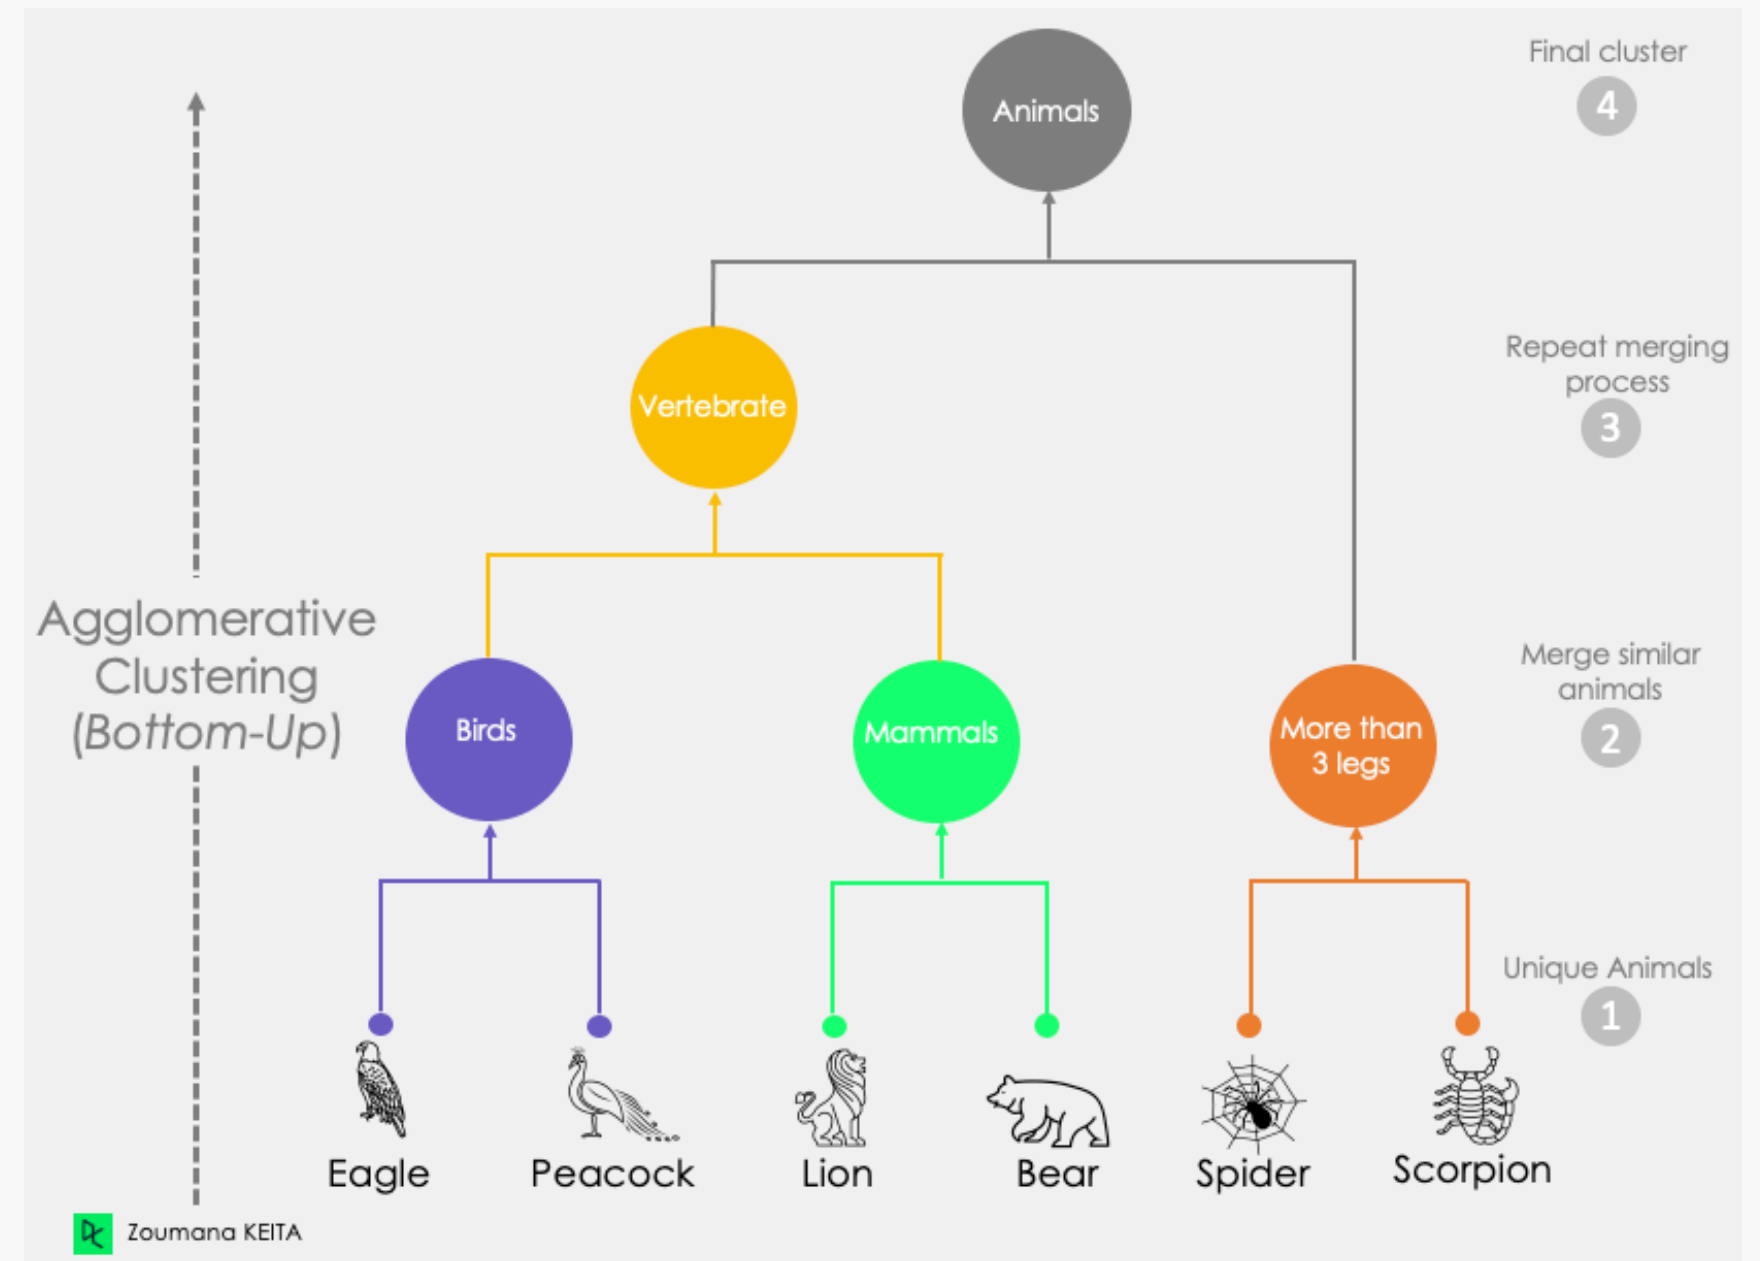 Final cluster
4
Animals
Repeat merging
process
3
Vertebrate
Agglomerative
Clustering
(Bottom-Up)
Merge similar
animals
2
Birds
Mammals
More than
3 legs
Unique Animals
1
Eagle
Peacock
Lion
Bear
Spider
Scorpion
Zoumana KEITA